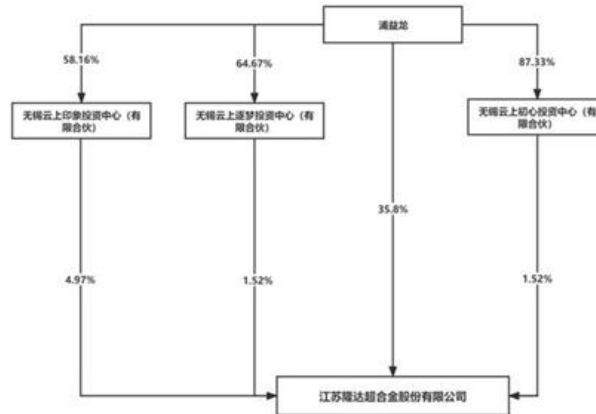 浦益龙
58.16%
64.67%
87.33%
无锡云上印象投资中心（有
限合伙）
无锡云上逐梦投资中心（有
限合伙）
无锡云上初心投资中心（有
限合伙）
35.8%
4.97%
1.52%
1.52%
江苏隆达超合金股份有限公司